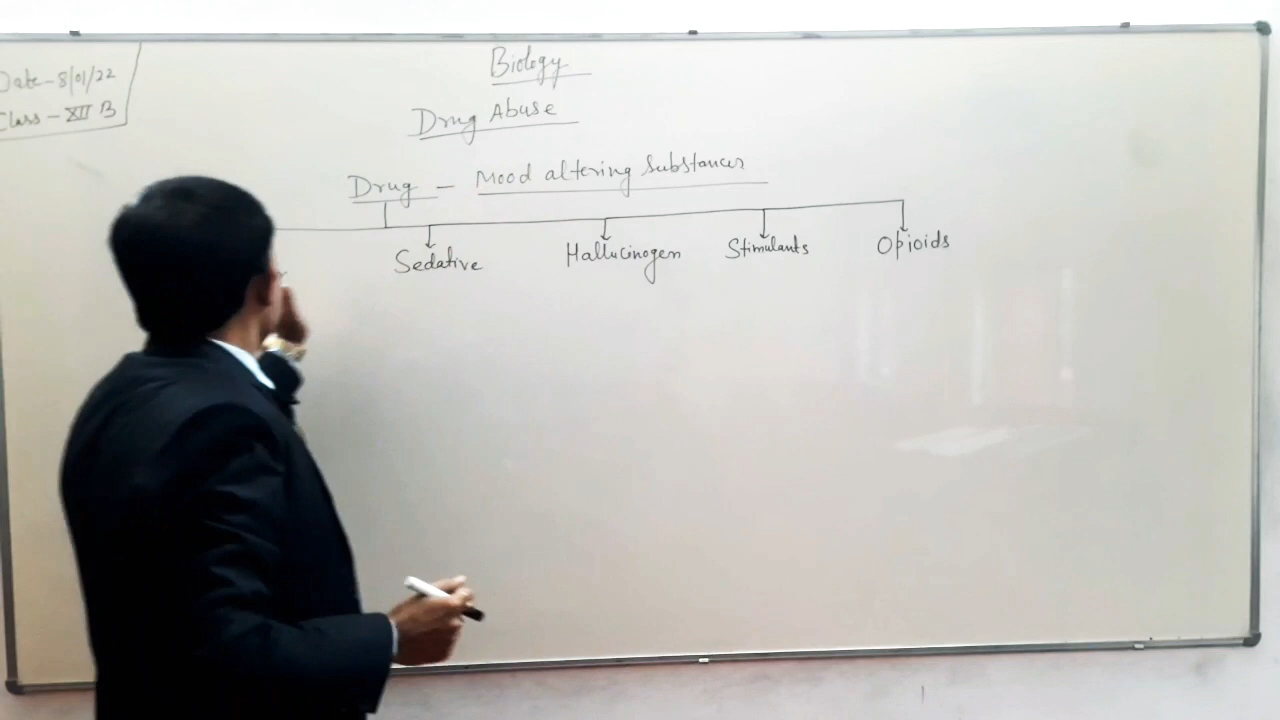 Date-8/01/22
Class-XII B
Biology
Drug Abuse
Drug - Mood altering Substances
Sedative Hallucinogen Stimulants Opioids